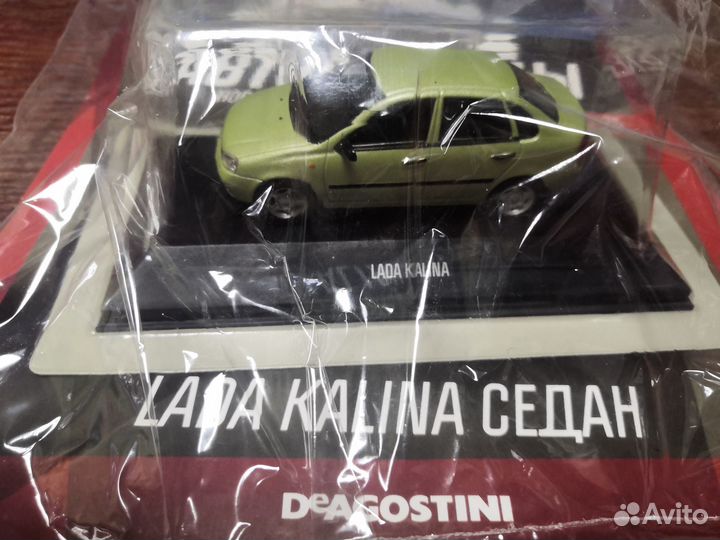 LADA KALINA
LADA KALINA СЕДАН
DEAGOSTINI
Avito